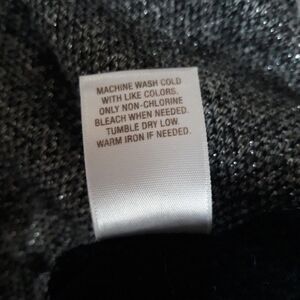 MACHINE WASH COLD
WITH LIKE COLORS.
ONLY NON-CHLORINE
BLEACH WHEN NEEDED.
TUMBLE DRY LOW.
WARM IRON IF NEEDED.